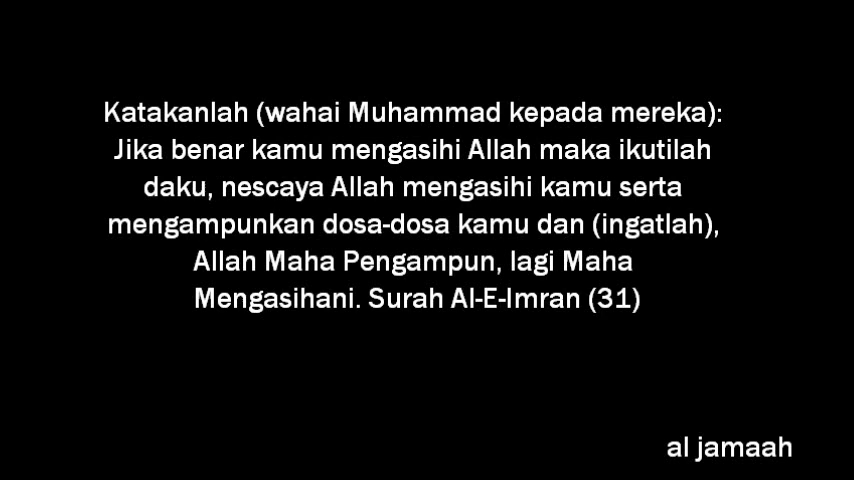 Katakanlah (wahai Muhammad kepada mereka):
Jika benar kamu mengasihi Allah maka ikutilah
daku, nescaya Allah mengasihi kamu serta
mengampunkan dosa-dosa kamu dan (ingatlah),
Allah Maha Pengampun, lagi Maha
Mengasihani. Surah Al-E-Imran (31)
al jamaah